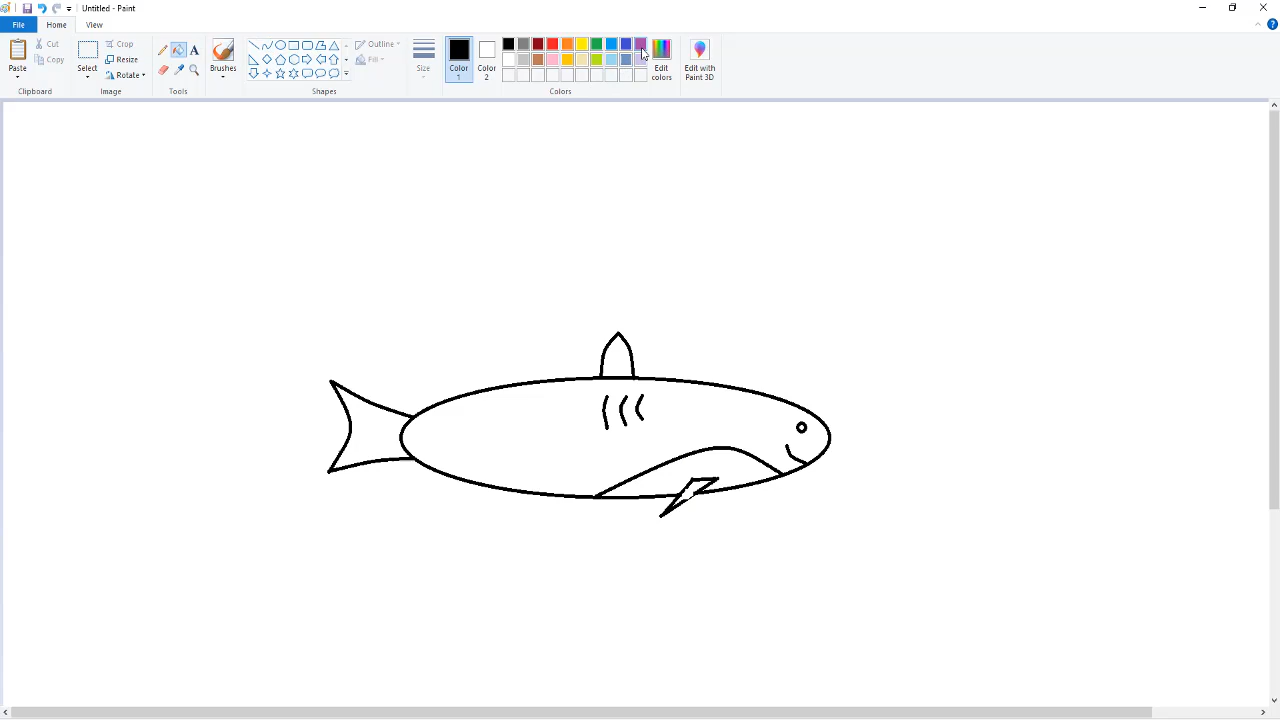 Untitled - Paint
File
Home
View
Paste
Cut
Copy
Clipboard
Select
Crop
Resize
Rotate
Image
A
Tools
Brushes
Outline
Fill
Shapes
Size
Color 1
Color 2
Edit colors
Colors
Edit with Paint 3D